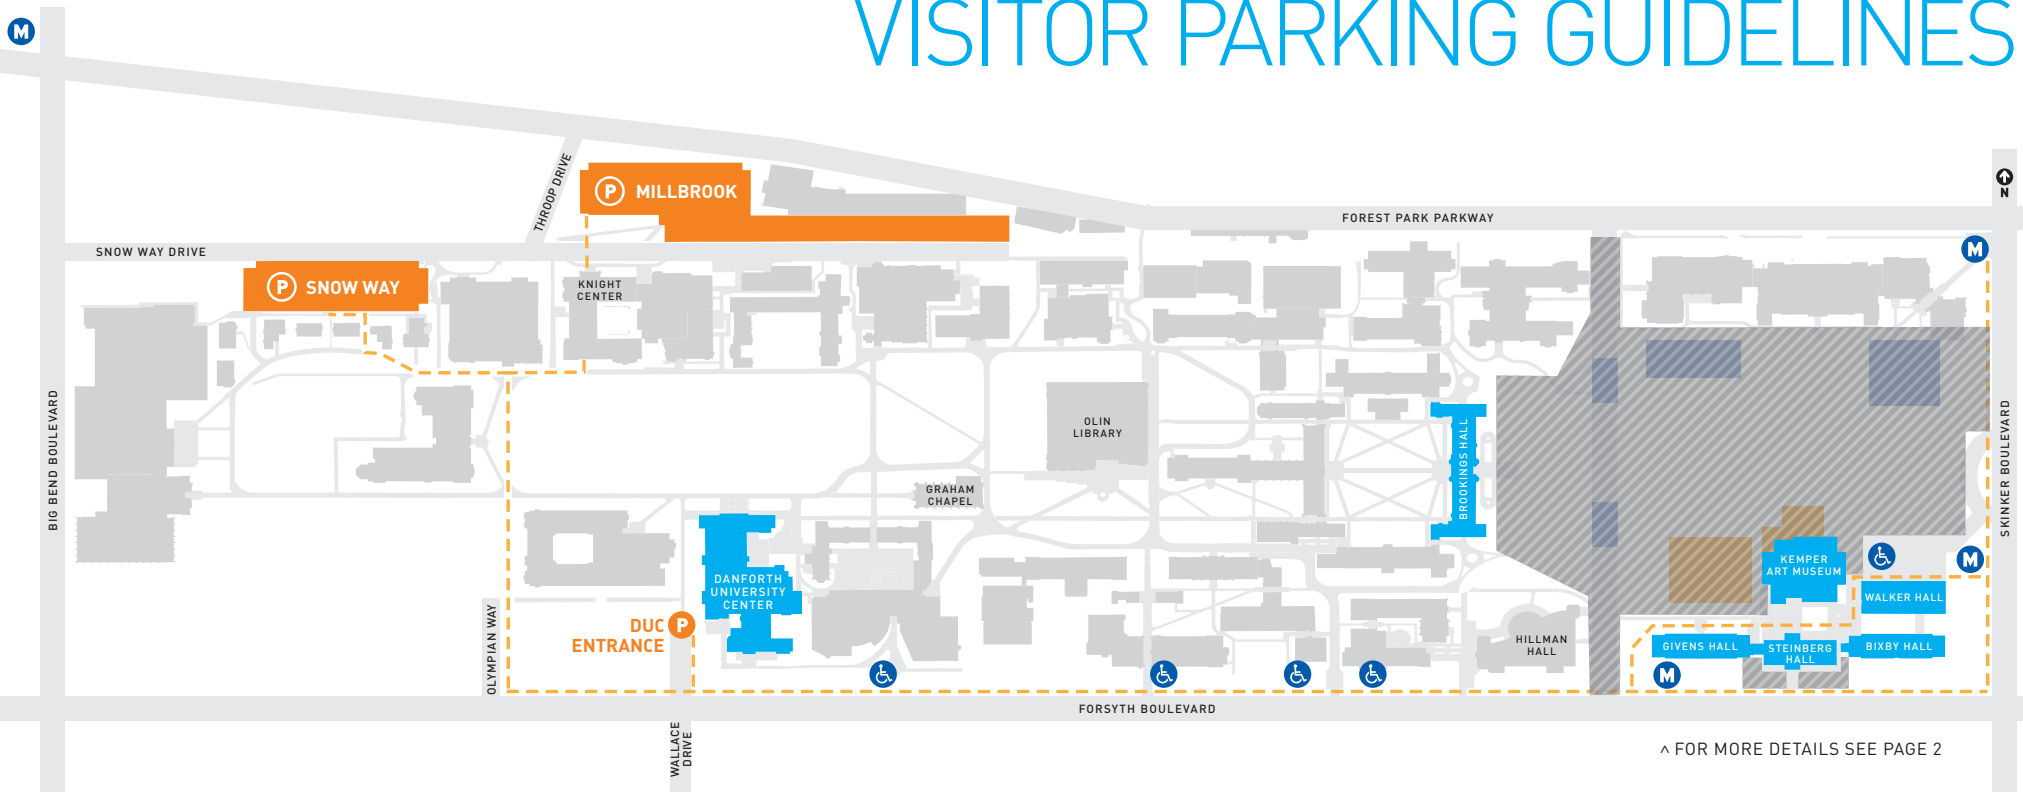 VISITOR PARKING GUIDELINES
M
THROOP DRIVE
P MILLBROOK
N
FOREST PARK PARKWAY
SNOW WAY DRIVE
M
P SNOW WAY
KNIGHT
CENTER
BIG BEND BOULEVARD
OLIN
LIBRARY
BROOKINGS HALL
SKINKER BOULEVARD
GRAHAM
CHAPEL
KEMPER
ART MUSEUM
M
DANFORTH
UNIVERSITY
CENTER
WALKER HALL
DUC
ENTRANCE
P
OLYMPIAN WAY
HILLMAN
HALL
GIVENS HALL
STEINBERG
HALL
BIXBY HALL
M
FORSYTH BOULEVARD
WALLACE
DRIVE
^ FOR MORE DETAILS SEE PAGE 2